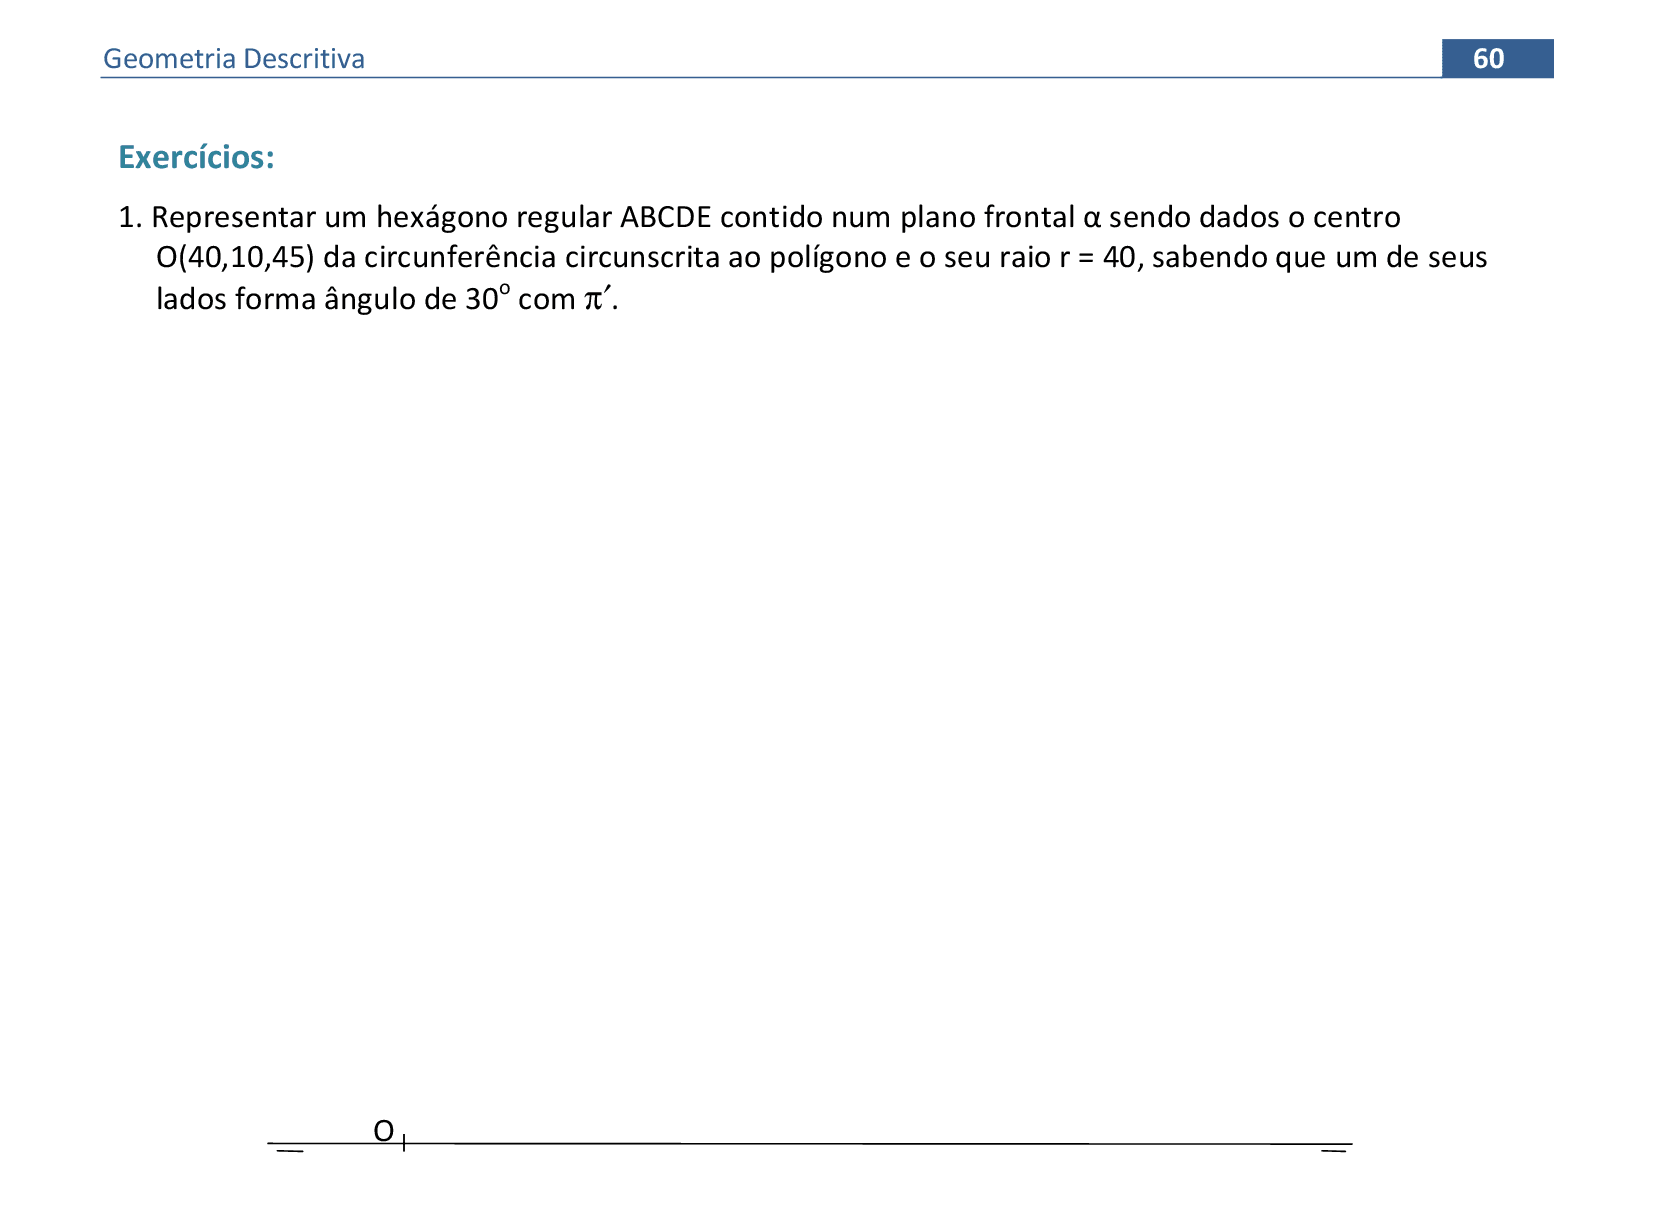 Geometria Descritiva 60
Exercícios:
1. Representar um hexágono regular ABCDE contido num plano frontal α sendo dados o centro
O(40,10,45) da circunferência circunscrita ao polígono e o seu raio r = 40, sabendo que um de seus
lados forma ângulo de 30º com π′.
O